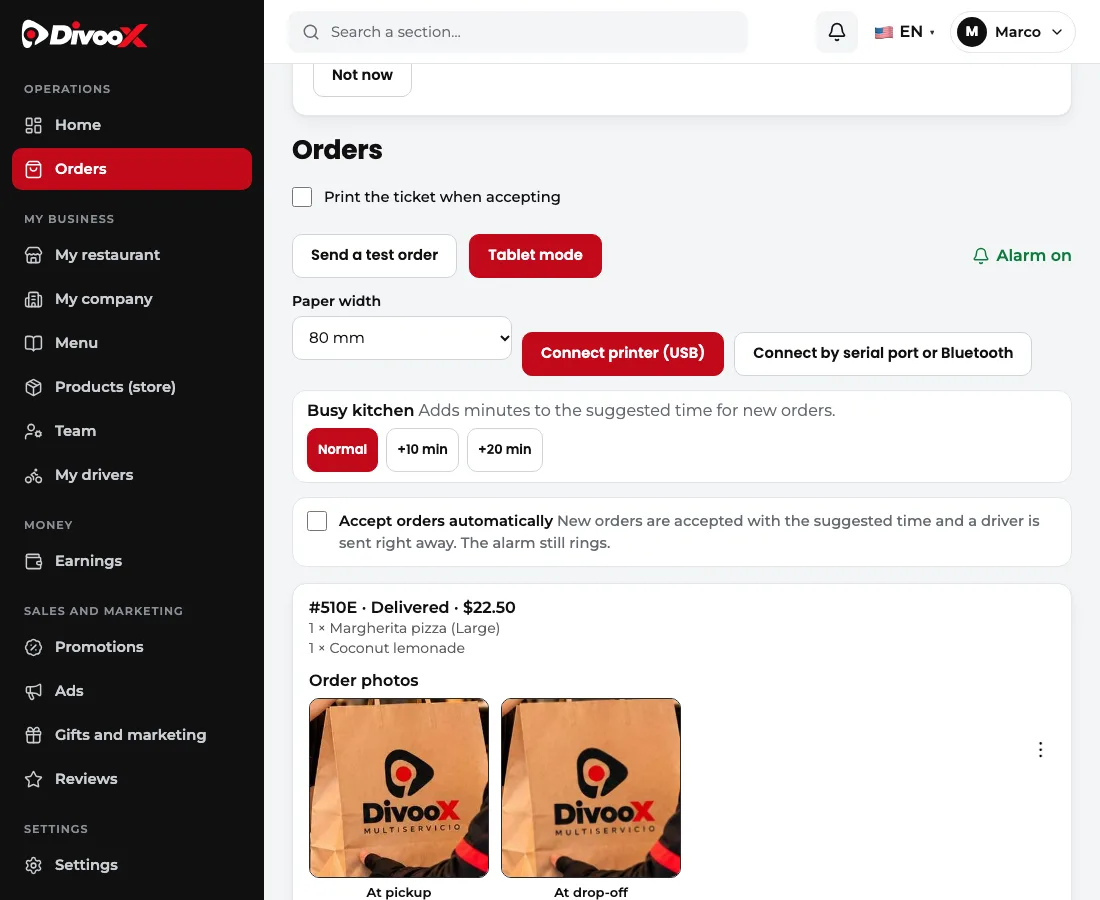 DivooX
Search a section...
EN
M
Marco
OPERATIONS
Home
Orders
MY BUSINESS
My restaurant
My company
Menu
Products (store)
Team
My drivers
MONEY
Earnings
SALES AND MARKETING
Promotions
Ads
Gifts and marketing
Reviews
SETTINGS
Settings
Not now
Orders
Print the ticket when accepting
Send a test order
Tablet mode
Alarm on
Paper width
80 mm
Connect printer (USB)
Connect by serial port or Bluetooth
Busy kitchen Adds minutes to the suggested time for new orders.
Normal
+10 min
+20 min
Accept orders automatically New orders are accepted with the suggested time and a driver is
sent right away. The alarm still rings.
#510E · Delivered · $22.50
1 × Margherita pizza (Large)
1 × Coconut lemonade
Order photos
DivooX
MULTISERVICIO
DivooX
MULTISERVICIO
At pickup
At drop-off